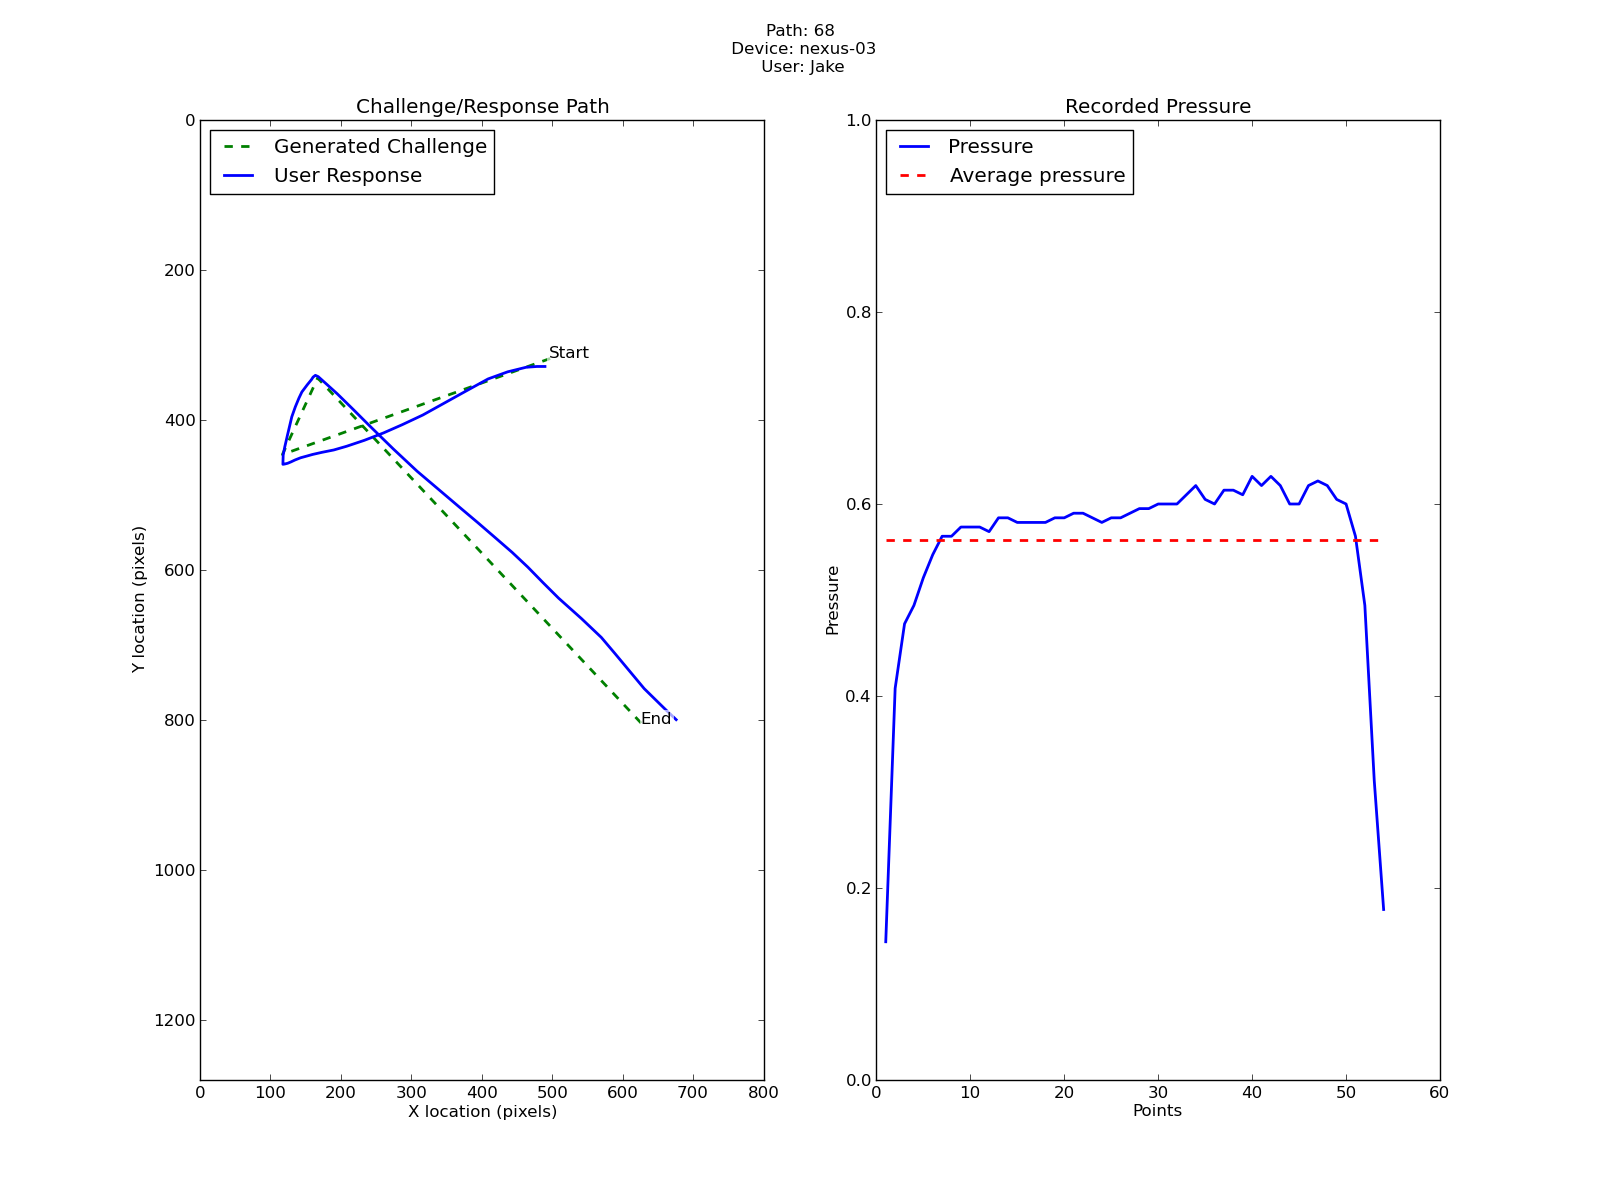 Path: 68
Device: nexus-03
User: Jake
Challenge/Response Path
Generated Challenge
User Response
Start
End
0
200
400
600
800
1000
1200
Y location (pixels)
0 100 200 300 400 500 600 700 800
X location (pixels)
Recorded Pressure
Pressure
Average pressure
1.0
0.8
0.6
0.4
0.2
0.0
Pressure
0 10 20 30 40 50 60
Points